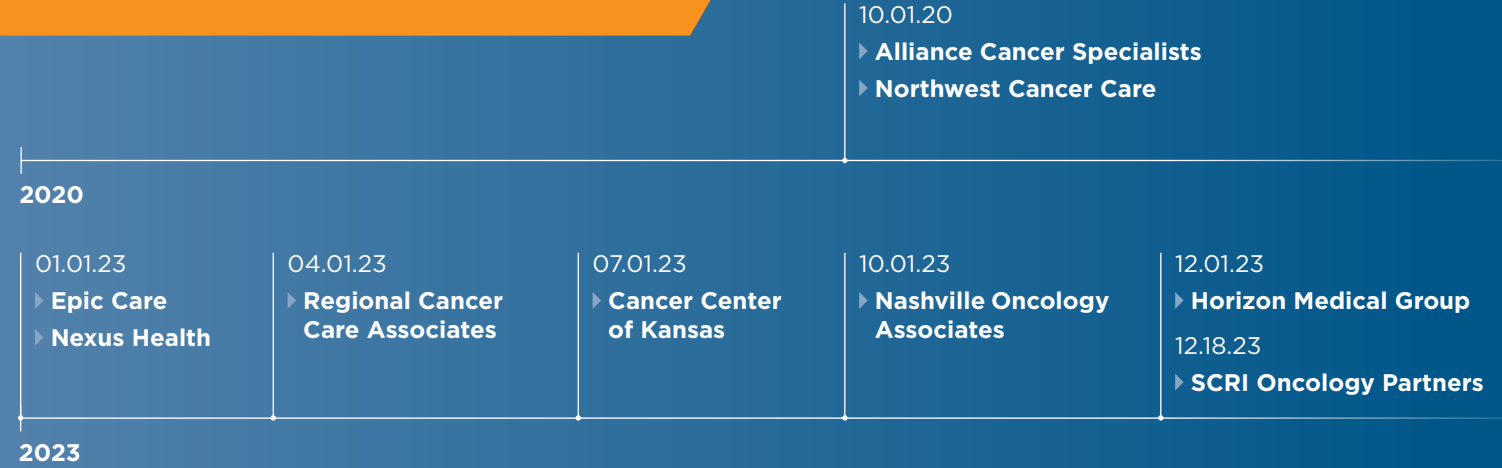 10.01.20
Alliance Cancer Specialists
Northwest Cancer Care
2020
01.01.23
Epic Care
Nexus Health
04.01.23
Regional Cancer
Care Associates
07.01.23
Cancer Center
of Kansas
10.01.23
Nashville Oncology
Associates
12.01.23
Horizon Medical Group
12.18.23
SCRI Oncology Partners
2023